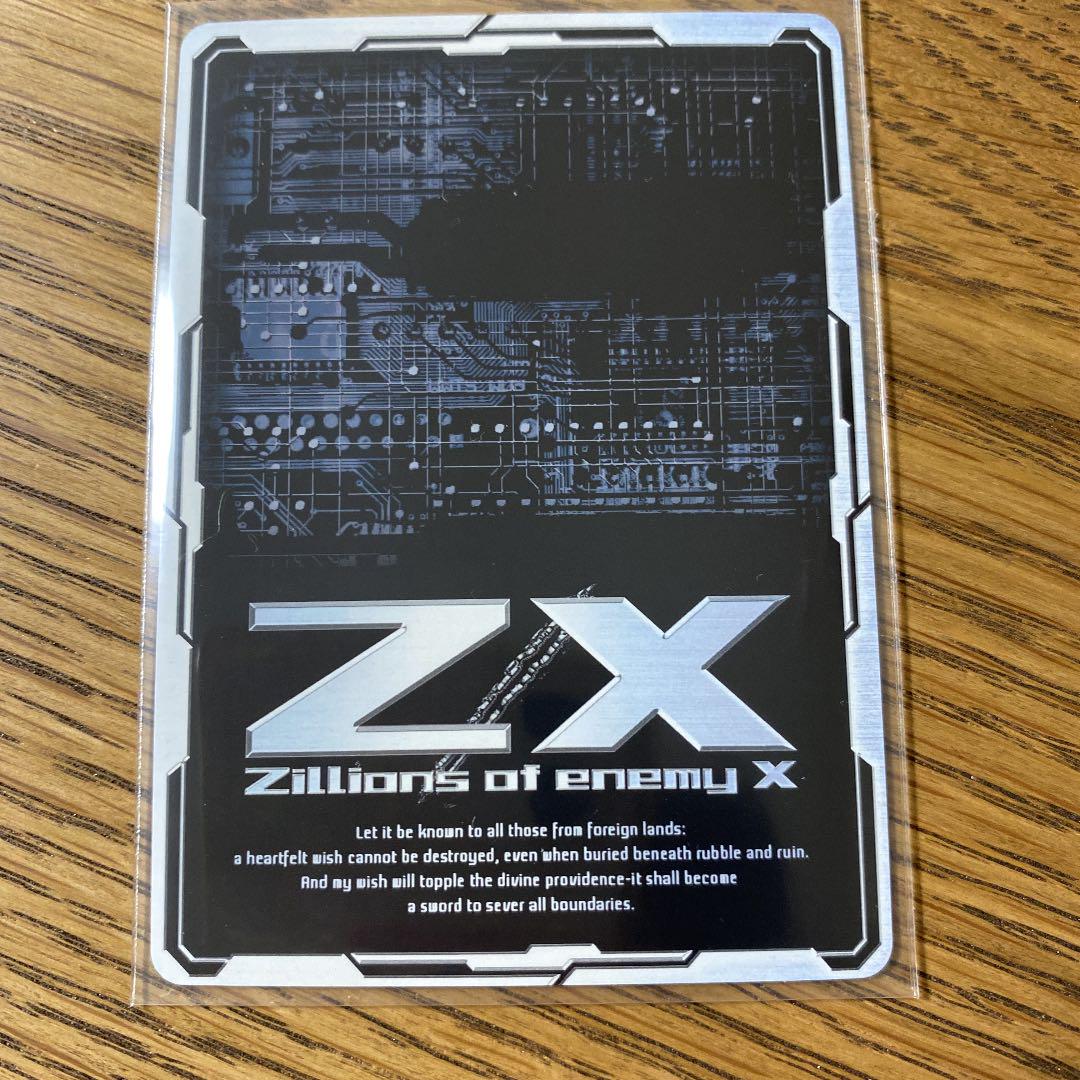 Z/X
Zillions of enemy X
Let it be known to all those from foreign lands:
a heartfelt wish cannot be destroyed, even when buried beneath rubble and ruin.
And my wish will topple the divine providence-it shall become
a sword to sever all boundaries.